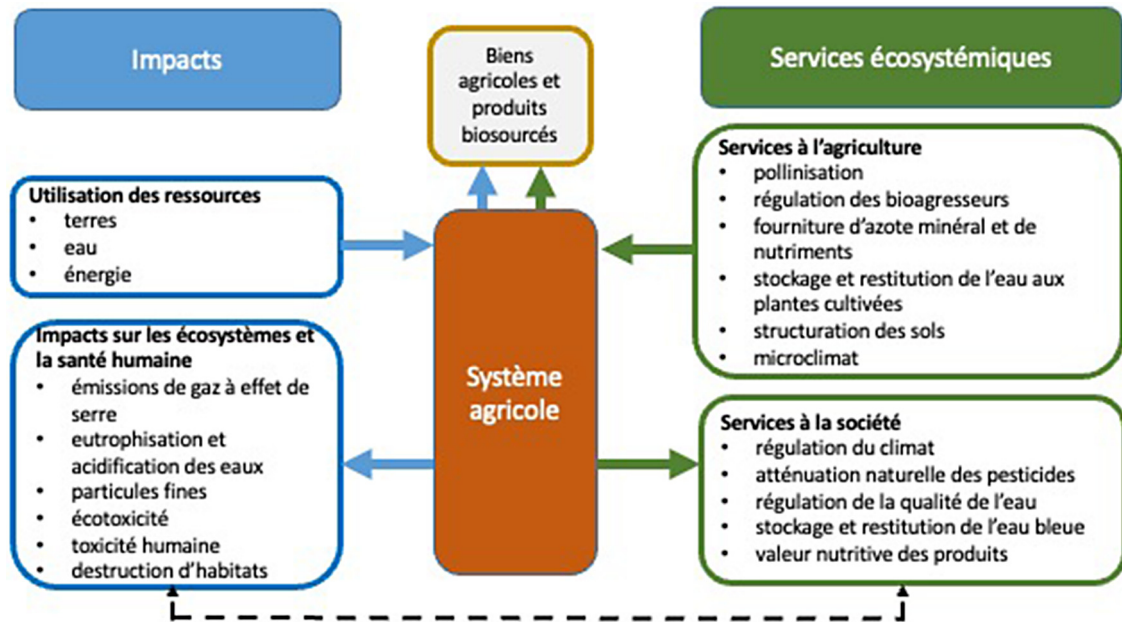 Impacts
Biens
agricoles et
produits
biosourcés
Services écosystémiques
Utilisation des ressources
• terres
• eau
• énergie
Impacts sur les écosystèmes et
la santé humaine
• émissions de gaz à effet de
serre
• eutrophisation et
acidification des eaux
• particules fines
• écotoxicité
• toxicité humaine
• destruction d'habitats
Système
agricole
Services à l'agriculture
• pollinisation
• régulation des bioagresseurs
• fourniture d'azote minéral et de
nutriments
• stockage et restitution de l'eau aux
plantes cultivées
• structuration des sols
• microclimat
Services à la société
• régulation du climat
• atténuation naturelle des pesticides
• régulation de la qualité de l'eau
• stockage et restitution de l'eau bleue
• valeur nutritive des produits